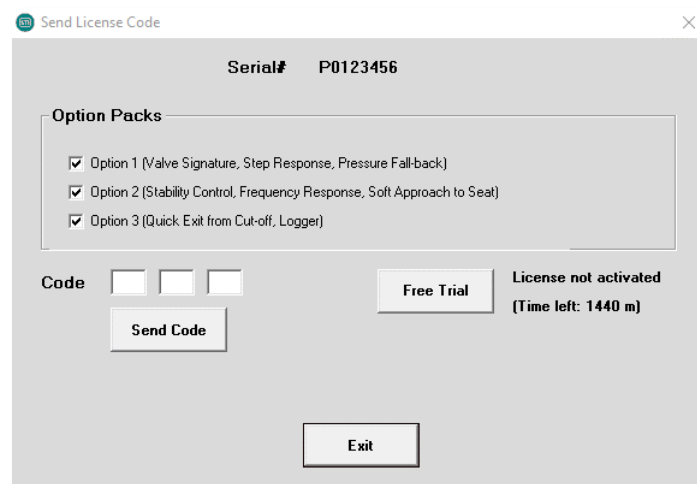 STI
Send License Code
Serial# P0123456
Option Packs
Option 1 (Valve Signature, Step Response, Pressure Fall-back)
Option 2 (Stability Control, Frequency Response, Soft Approach to Seat)
Option 3 (Quick Exit from Cut-off, Logger)
Code
Free Trial
License not activated
(Time left: 1440 m)
Send Code
Exit